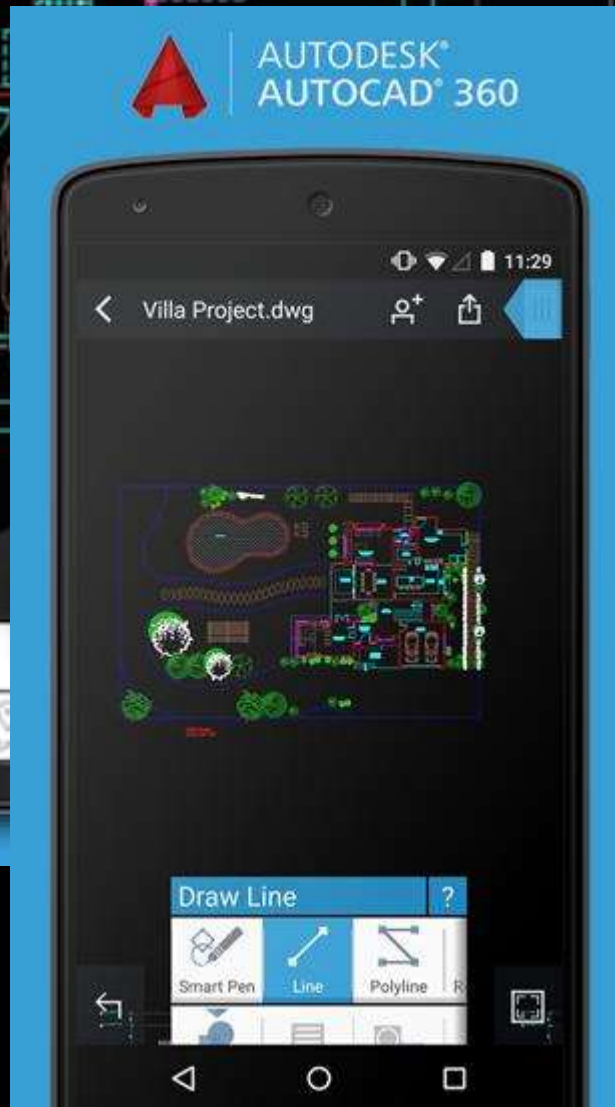 AUTODESK®
AUTOCAD® 360
11:29
Villa Project.dwg
Draw Line ?
Smart Pen Line Polyline R